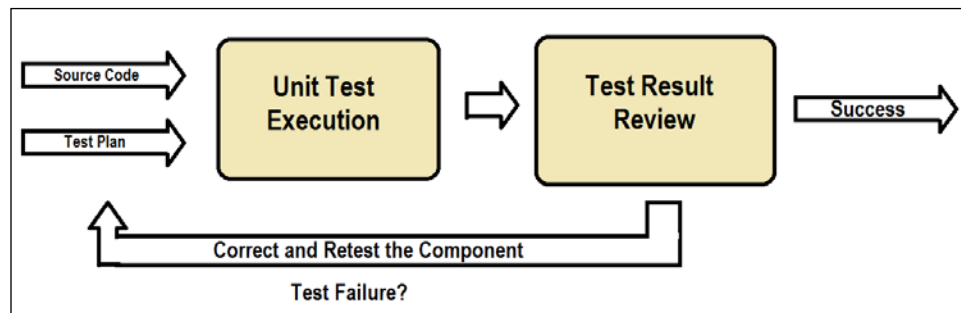 Source Code
Test Plan
Unit Test
Execution
Test Result
Review
Success
Correct and Retest the Component
Test Failure?